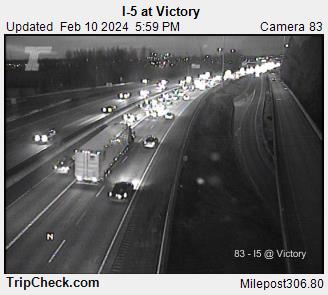 I-5 at Victory
Updated  Feb 10 2024  5:59 PM
Camera 83
T
N
83 - I5 @ Victory
TripCheck.com
Milepost306.80